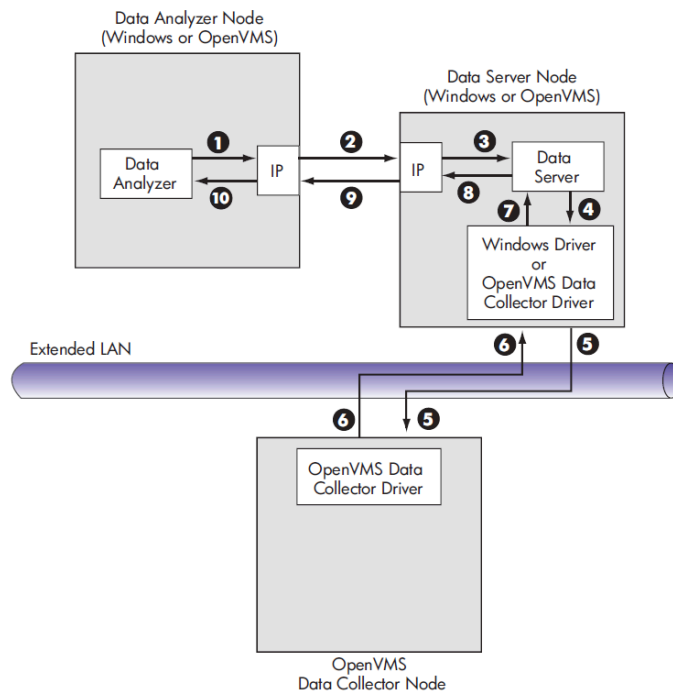 Data Analyzer Node
(Windows or OpenVMS)
Data Server Node
(Windows or OpenVMS)
1
2
3
Data
Analyzer
IP
IP
Data
Server
10
9
8
7
4
Windows Driver
or
OpenVMS Data
Collector Driver
6
5
Extended LAN
6
5
OpenVMS Data
Collector Driver
OpenVMS
Data Collector Node